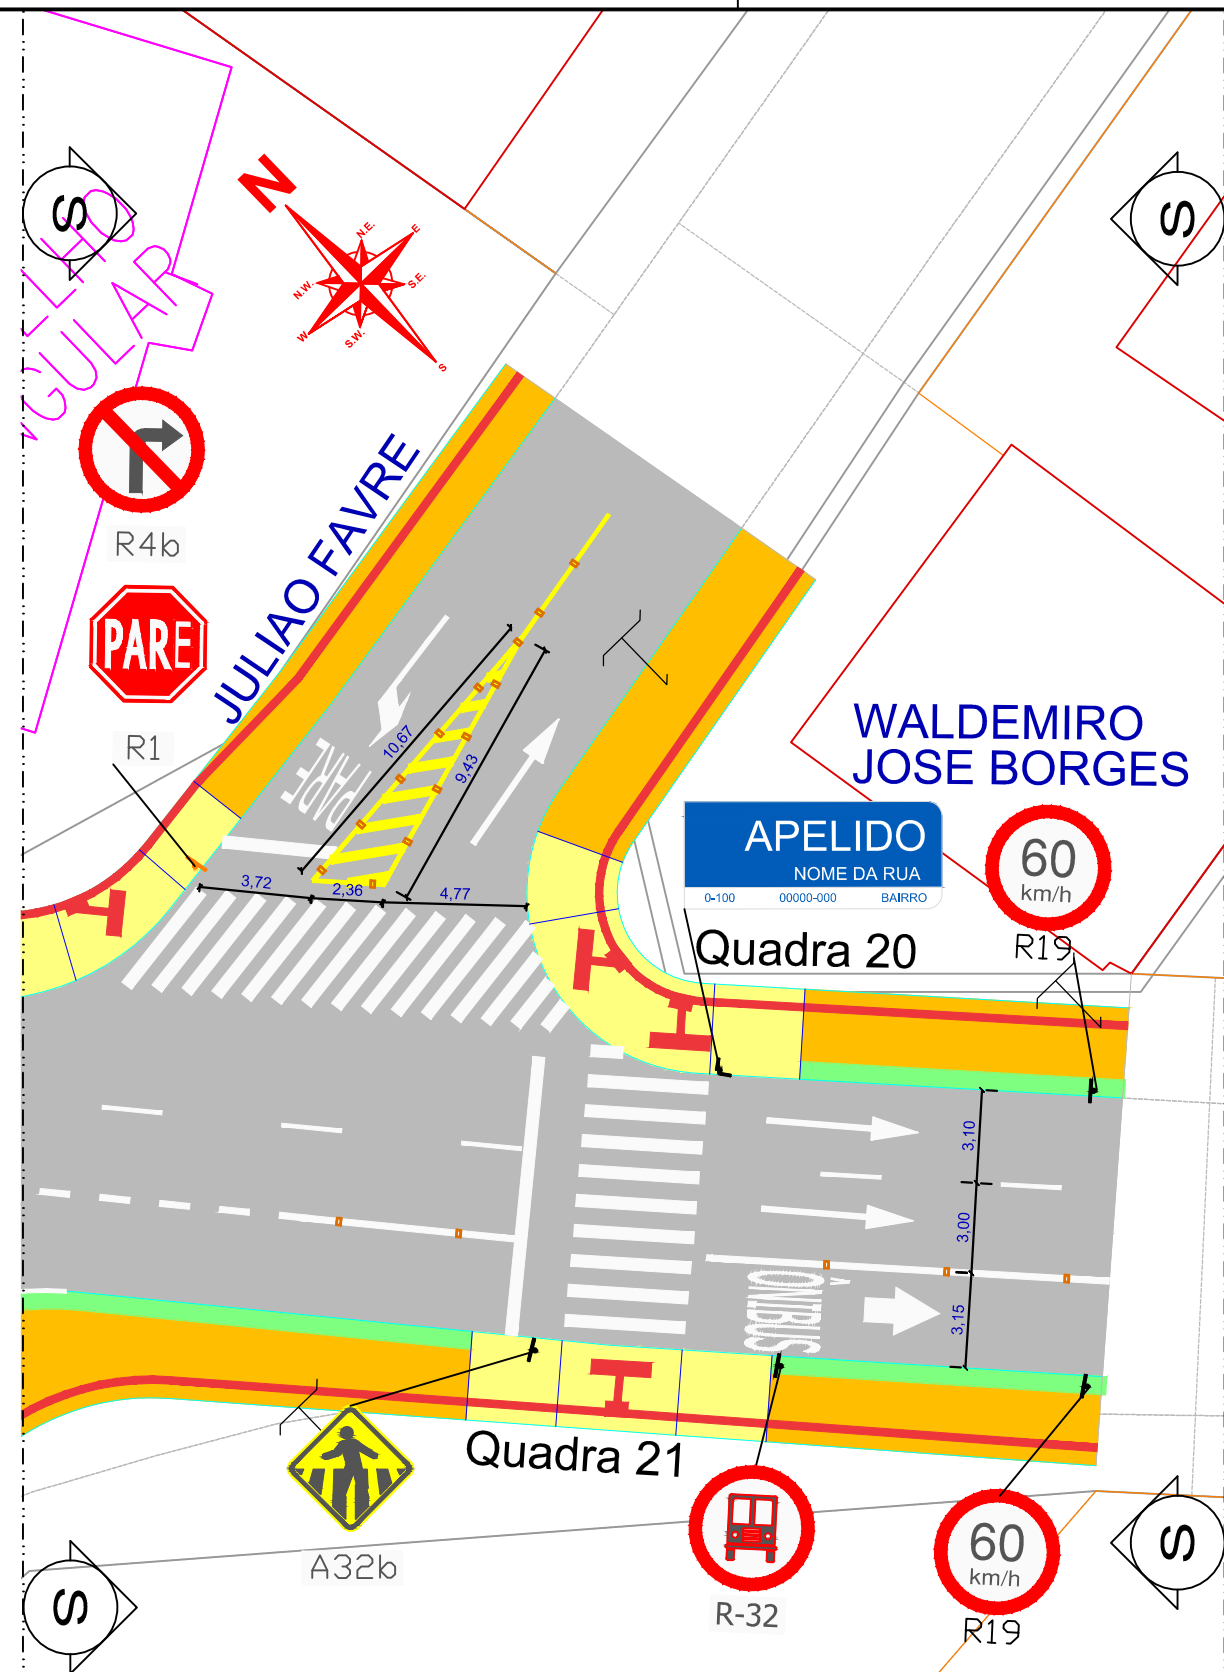 N
N.E.
E
N.W.
S.E.
W
S.W.
S
S
S
LHO
NGULAR
R4b
PARE
R1
JULIAO FAVRE
PARE
10,67
9,43
3,72
2,36
4,77
WALDEMIRO
JOSE BORGES
APELIDO
NOME DA RUA
0-100
00000-000
BAIRRO
60
km/h
R19
Quadra 20
3,10
3,00
3,15
ÔNIBUS
Quadra 21
A32b
R-32
60
km/h
R19
S
S